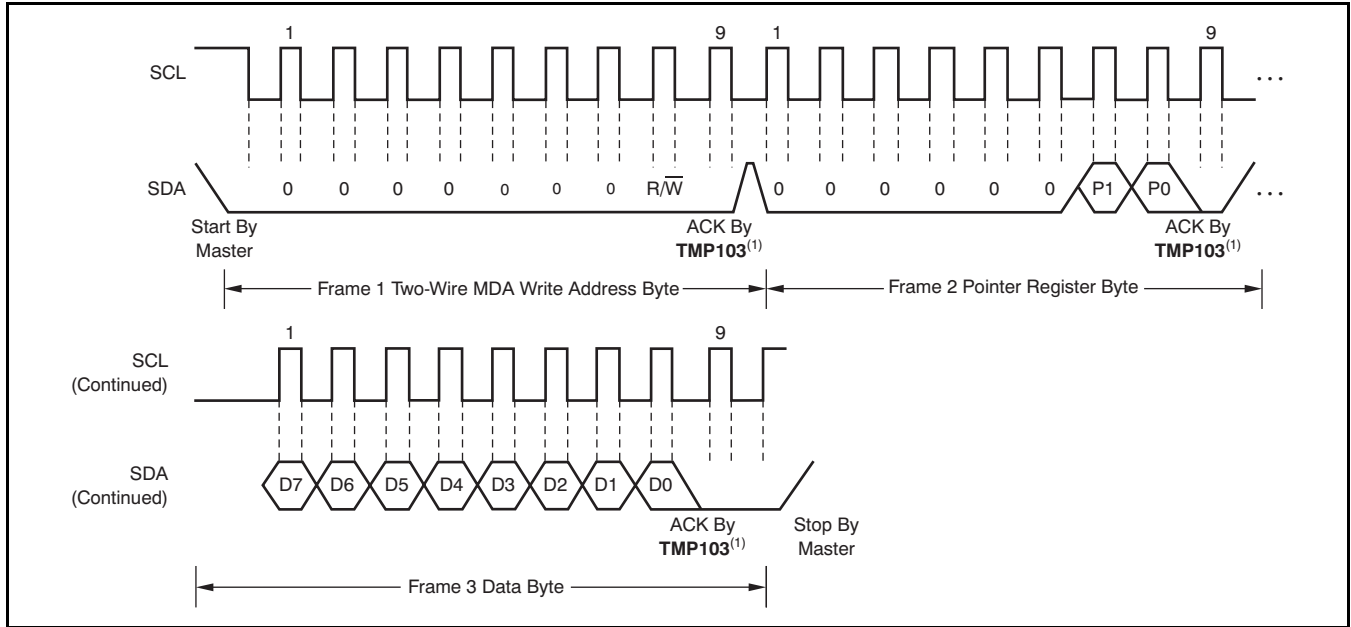 1 9 1 9
SCL ...
SDA 0 0 0 0 0 0 0 R/W̅ 0 0 0 0 0 0 P1 P0 ...
Start By Master
ACK By TMP103(1)
ACK By TMP103(1)
Frame 1 Two-Wire MDA Write Address Byte
Frame 2 Pointer Register Byte
1 9
SCL (Continued)
SDA (Continued) D7 D6 D5 D4 D3 D2 D1 D0
ACK By TMP103(1)
Stop By Master
Frame 3 Data Byte